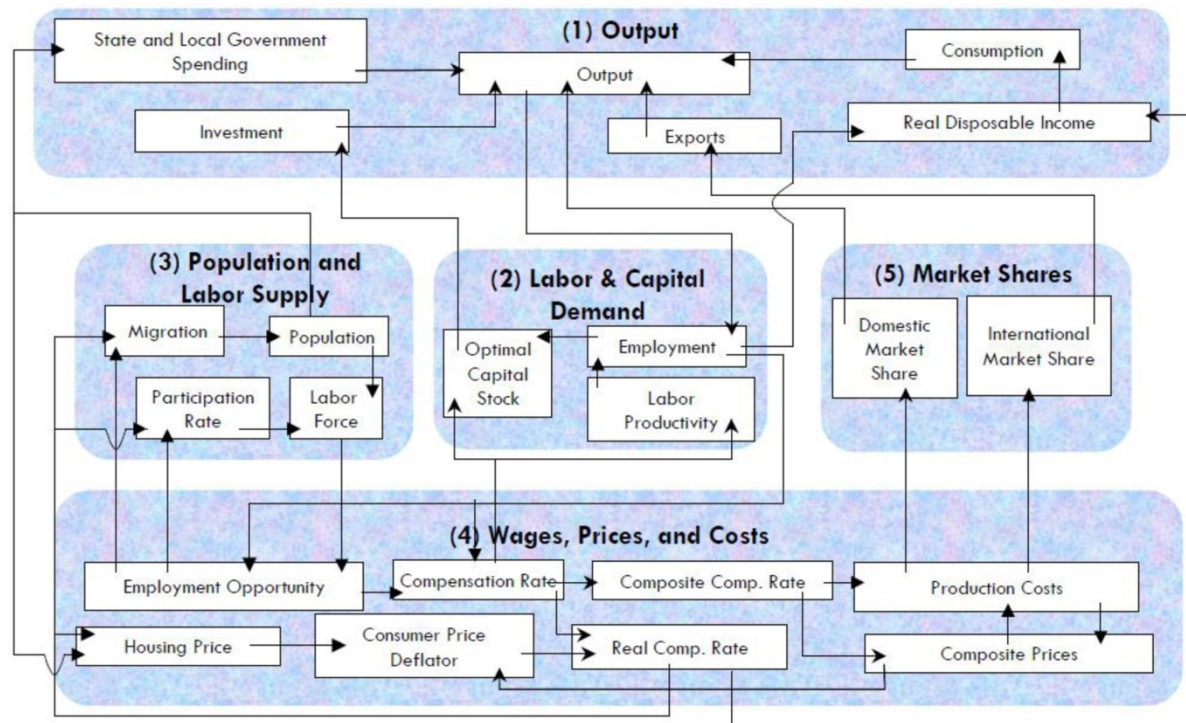 (1) Output
State and Local Government
Spending
Output
Consumption
Investment
Exports
Real Disposable Income
(3) Population and
Labor Supply
Migration
Population
Participation
Rate
Labor
Force
(2) Labor & Capital
Demand
Optimal
Capital
Stock
Employment
Labor
Productivity
(5) Market Shares
Domestic
Market
Share
International
Market Share
(4) Wages, Prices, and Costs
Employment Opportunity
Compensation Rate
Composite Comp. Rate
Production Costs
Housing Price
Consumer Price
Deflator
Real Comp. Rate
Composite Prices